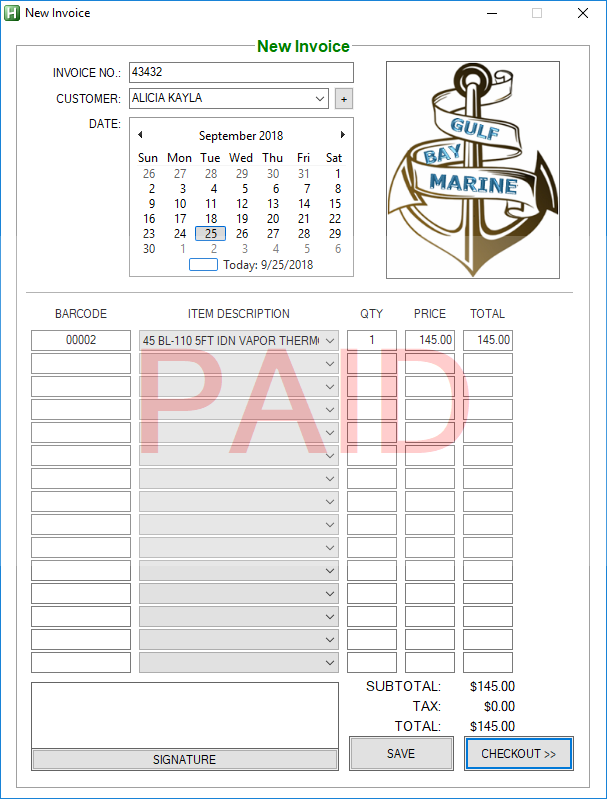 H New Invoice
New Invoice
INVOICE NO.: 43432
CUSTOMER: ALICIA KAYLA +
DATE:
September 2018
Sun Mon Tue Wed Thu Fri Sat
26 27 28 29 30 31 1
2 3 4 5 6 7 8
9 10 11 12 13 14 15
16 17 18 19 20 21 22
23 24 25 26 27 28 29
30 1 2 3 4 5 6
Today: 9/25/2018
GULF
BAY
MARINE
BARCODE ITEM DESCRIPTION QTY PRICE TOTAL
00002 45 BL-110 5FT IDN VAPOR THERM 1 145.00 145.00
PAID
SUBTOTAL: $145.00
TAX: $0.00
TOTAL: $145.00
SIGNATURE SAVE CHECKOUT >>